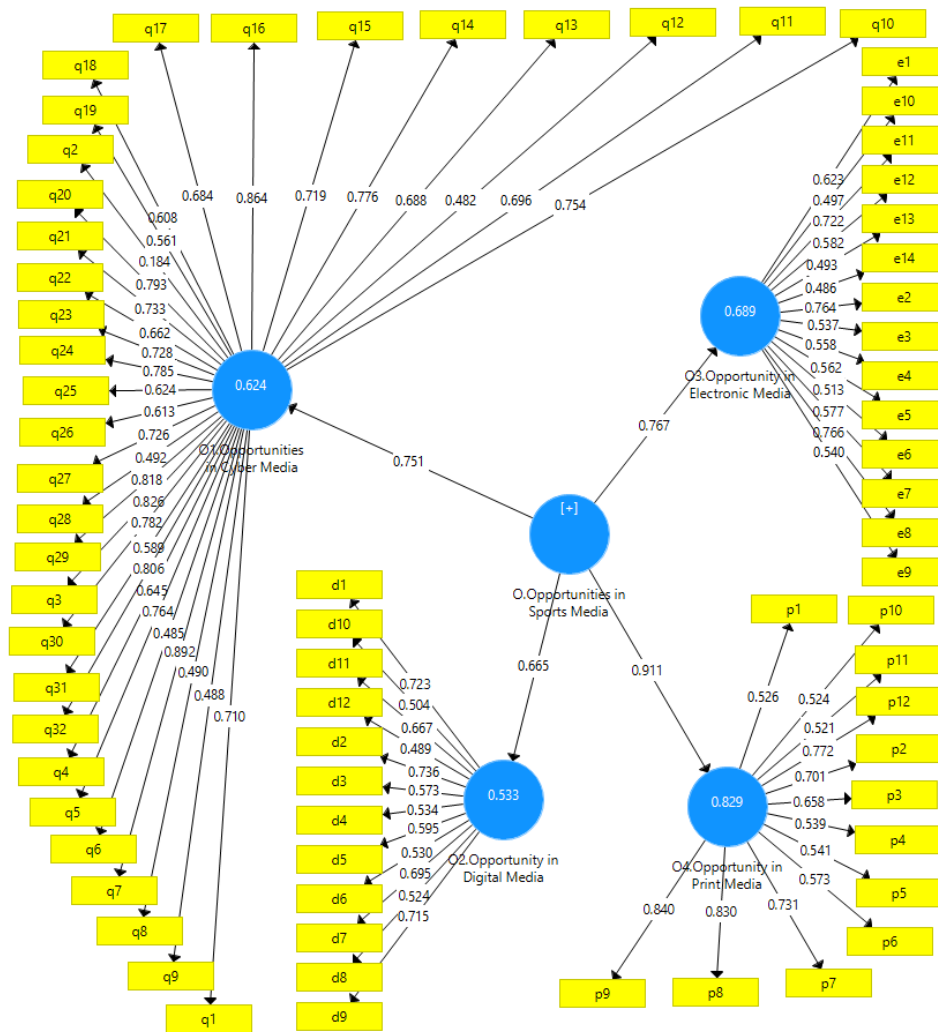 q17
q16
q15
q14
q13
q12
q11
q10
q18
q19
q2
q20
q21
q22
q23
q24
q25
q26
q27
q28
q29
q3
q30
q31
q32
q4
q5
q6
q7
q8
q9
q1
0.684
0.864
0.719
0.776
0.688
0.482
0.696
0.754
0.608
0.561
0.184
0.793
0.733
0.662
0.728
0.785
0.624
0.613
0.726
0.492
0.818
0.826
0.782
0.589
0.806
0.645
0.764
0.485
0.892
0.490
0.488
0.710
0.624
O1.Opportunities
in Cyber Media
e1
e10
e11
e12
e13
e14
e2
e3
e4
e5
e6
e7
e8
e9
0.623
0.497
0.722
0.582
0.493
0.486
0.764
0.537
0.558
0.562
0.513
0.577
0.766
0.540
0.689
O3.Opportunity in
Electronic Media
0.751
0.767
[+]
O.Opportunities in
Sports Media
0.665
0.911
d1
d10
d11
d12
d2
d3
d4
d5
d6
d7
d8
d9
0.723
0.504
0.667
0.489
0.736
0.573
0.534
0.595
0.530
0.695
0.524
0.715
0.533
O2.Opportunity in
Digital Media
p1
p10
p11
p12
p2
p3
p4
p5
p6
p7
p8
p9
0.526
0.524
0.521
0.772
0.701
0.658
0.539
0.541
0.573
0.731
0.830
0.840
0.829
O4.Opportunity in
Print Media